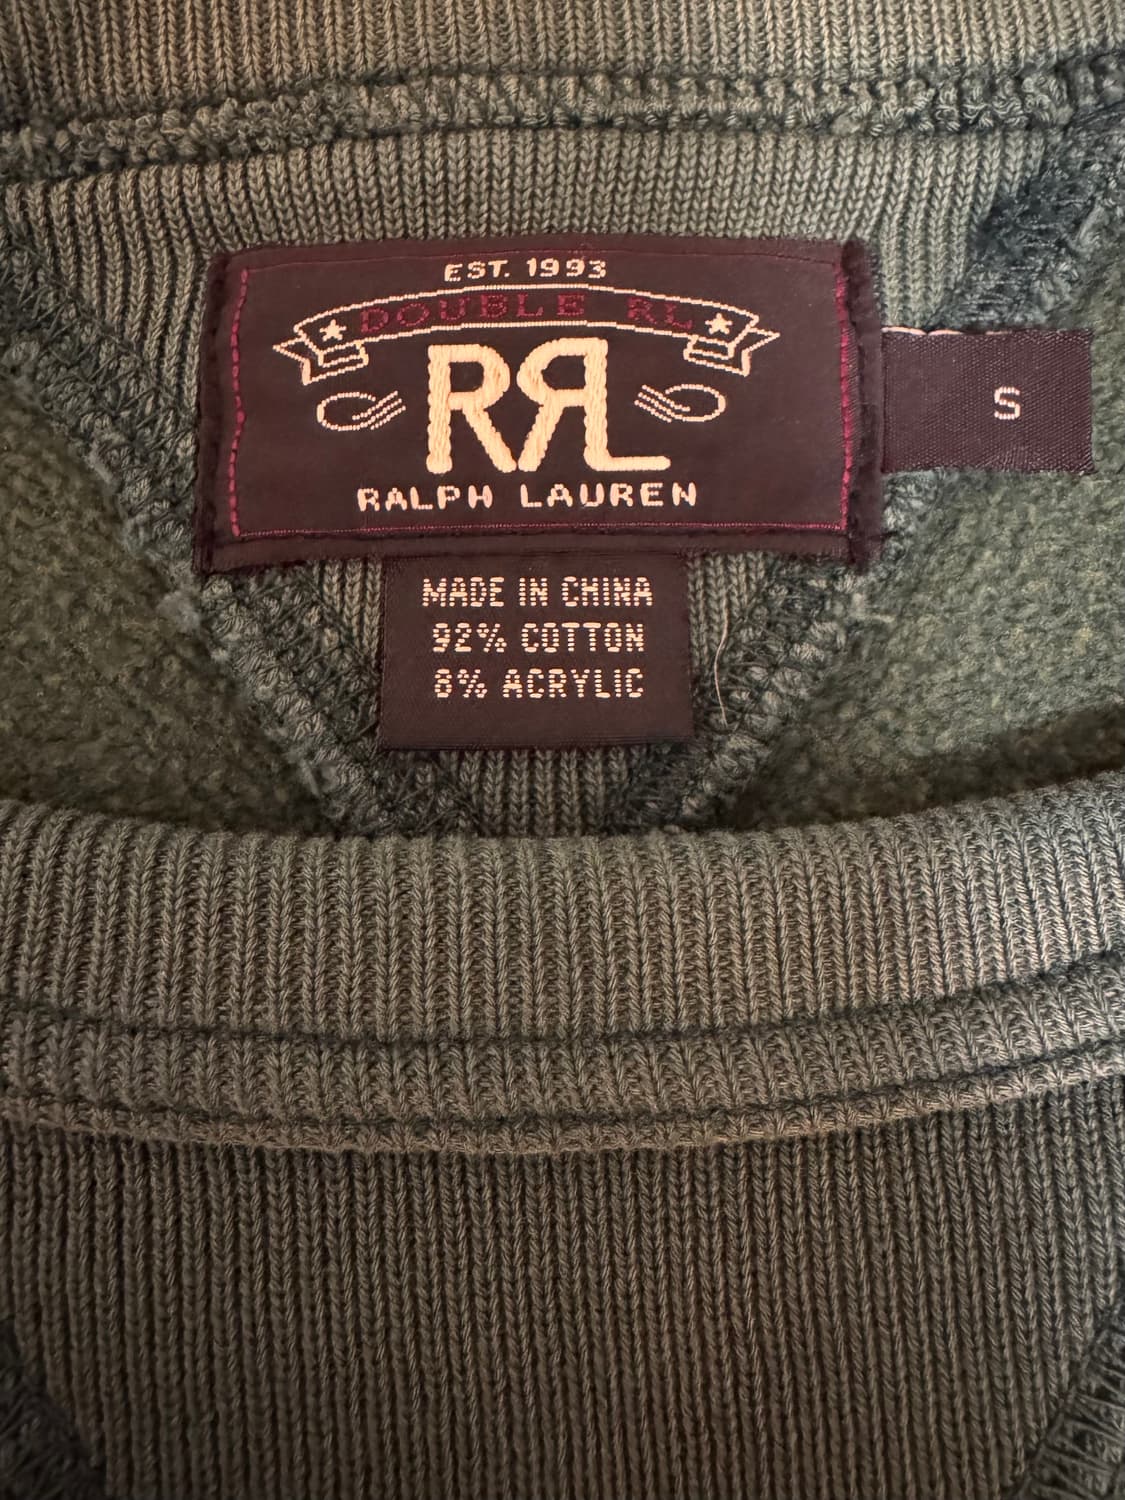 EST. 1993
DOUBLE RL
RRL
RALPH LAUREN
S
MADE IN CHINA
92% COTTON
8% ACRYLIC